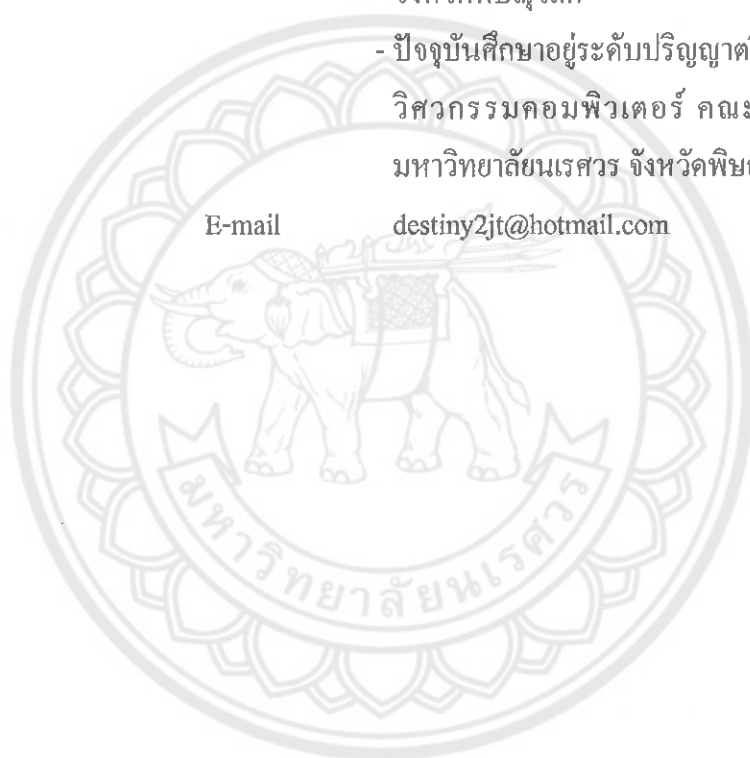 - ปัจจุบันศึกษาอยู่ระดับปริญญาต
วิศวกรรมคอมพิวเตอร์ คณะ
มหาวิทยาลัยนเรศวร จังหวัดพิษ
E-mail destiny2jt@hotmail.com
มหาวิทยาลัยนเรศวร